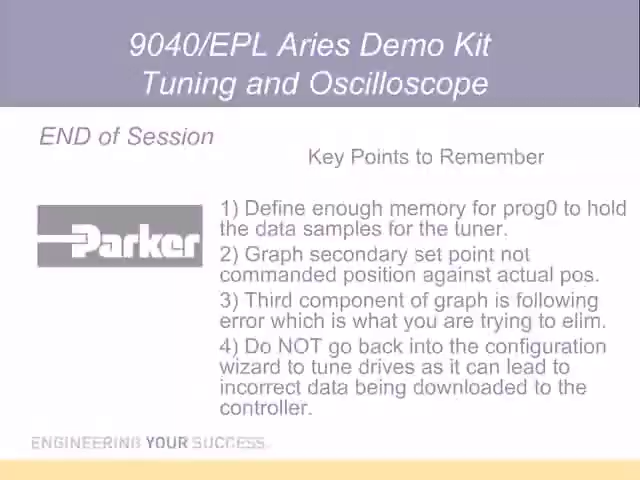 9040/EPL Aries Demo Kit
Tuning and Oscilloscope
END of Session
Key Points to Remember
Parker
1) Define enough memory for prog0 to hold
the data samples for the tuner.
2) Graph secondary set point not
commanded position against actual pos.
3) Third component of graph is following
error which is what you are trying to elim.
4) Do NOT go back into the configuration
wizard to tune drives as it can lead to
incorrect data being downloaded to the
controller.
ENGINEERING YOUR SUCCESS.